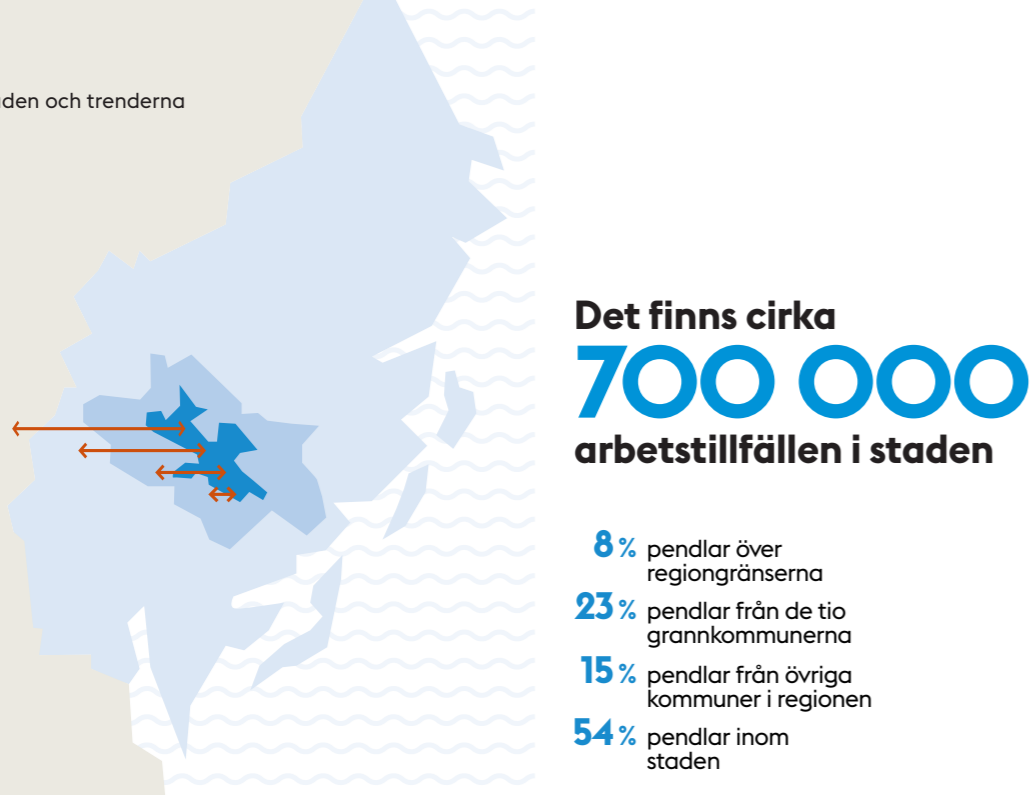 och trenderna
Det finns cirka
700 000
arbetstillfällen i staden
8 % pendlar över
regiongränserna
23 % pendlar från de tio
grannkommunerna
15 % pendlar från övriga
kommuner i regionen
54 % pendlar inom
staden